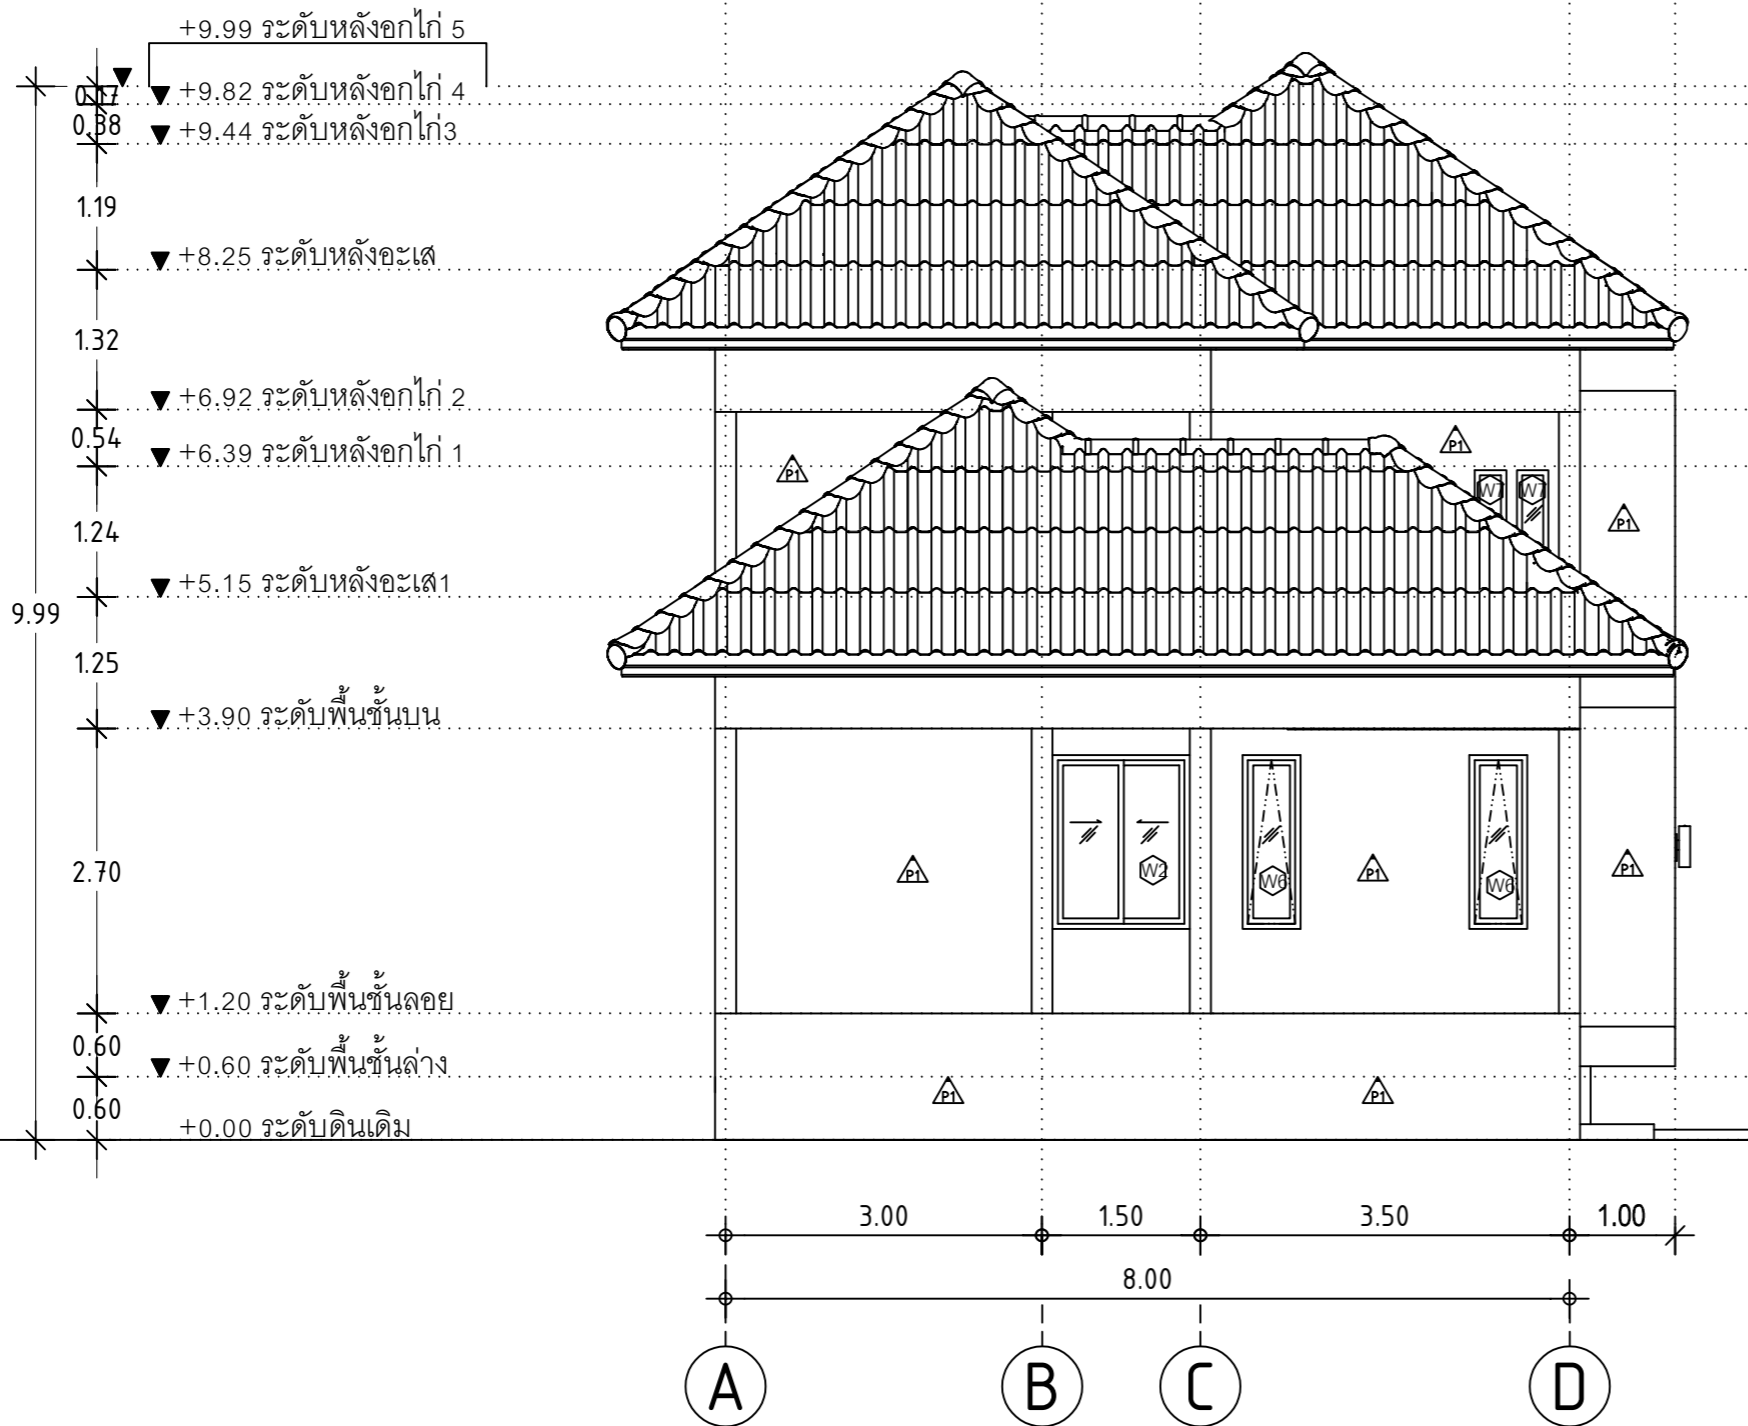 +9.99 ระดับหลังอกไก่ 5
0.17
+9.82 ระดับหลังอกไก่ 4
0.38
+9.44 ระดับหลังอกไก่3
1.19
+8.25 ระดับหลังอะเส
1.32
+6.92 ระดับหลังอกไก่ 2
0.54
+6.39 ระดับหลังอกไก่ 1
P1
P1
W7
W7
P1
1.24
+5.15 ระดับหลังอะเส1
9.99
1.25
+3.90 ระดับพื้นชั้นบน
2.70
P1
W2
W6
P1
W6
P1
+1.20 ระดับพื้นชั้นลอย
0.60
+0.60 ระดับพื้นชั้นล่าง
0.60
P1
P1
+0.00 ระดับดินเดิม
3.00
1.50
3.50
1.00
8.00
A
B
C
D